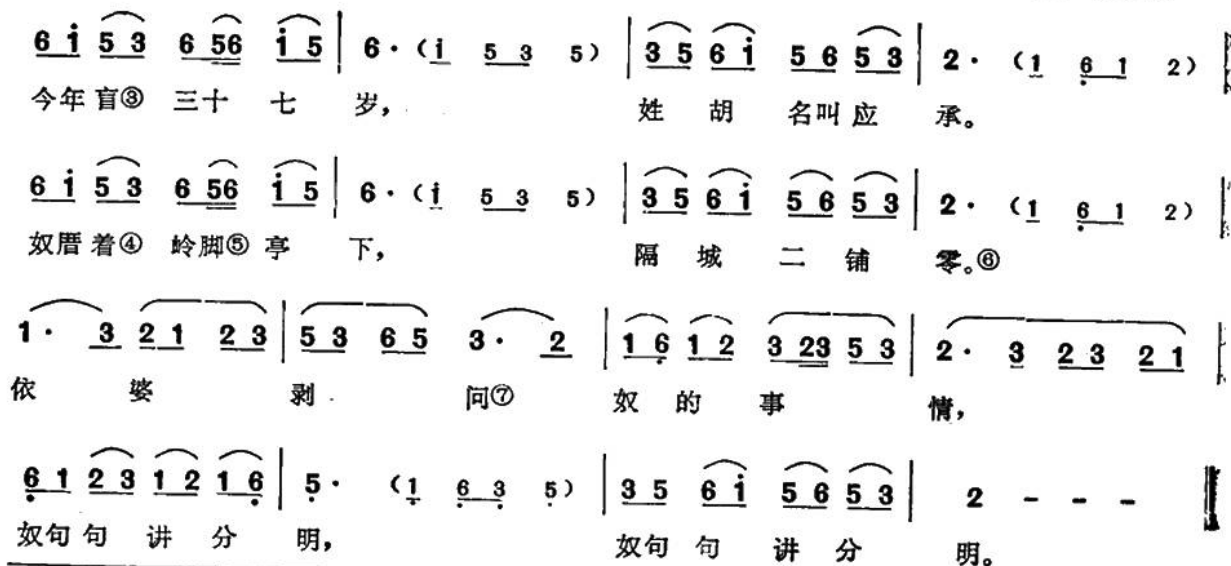 6 i 5 3 6 56 i 5 | 6 · (i 5 3 5) | 3 5 6 i 5 6 5 3 | 2 · (1 6 1 2) |
今年盲③ 三十 七 岁， 姓 胡 名叫 应 承。
6 i 5 3 6 56 i 5 | 6 · (i 5 3 5) | 3 5 6 i 5 6 5 3 | 2 · (1 6 1 2) |
奴厝着④ 岭脚⑤ 亭 下， 隔 城 二 铺 零。⑥
1 · 3 2 1 2 3 | 5 3 6 5 3 · 2 | 1 6 1 2 3 23 5 3 | 2 · 3 2 3 2 1 |
依 婆 剥 问⑦ 奴 的 事 情，
6 1 2 3 1 2 1 6 | 5 · (1 6 3 5) | 3 5 6 i 5 6 5 3 | 2 - - - ‖
奴句 句 讲 分 明， 奴句 句 讲 分 明。